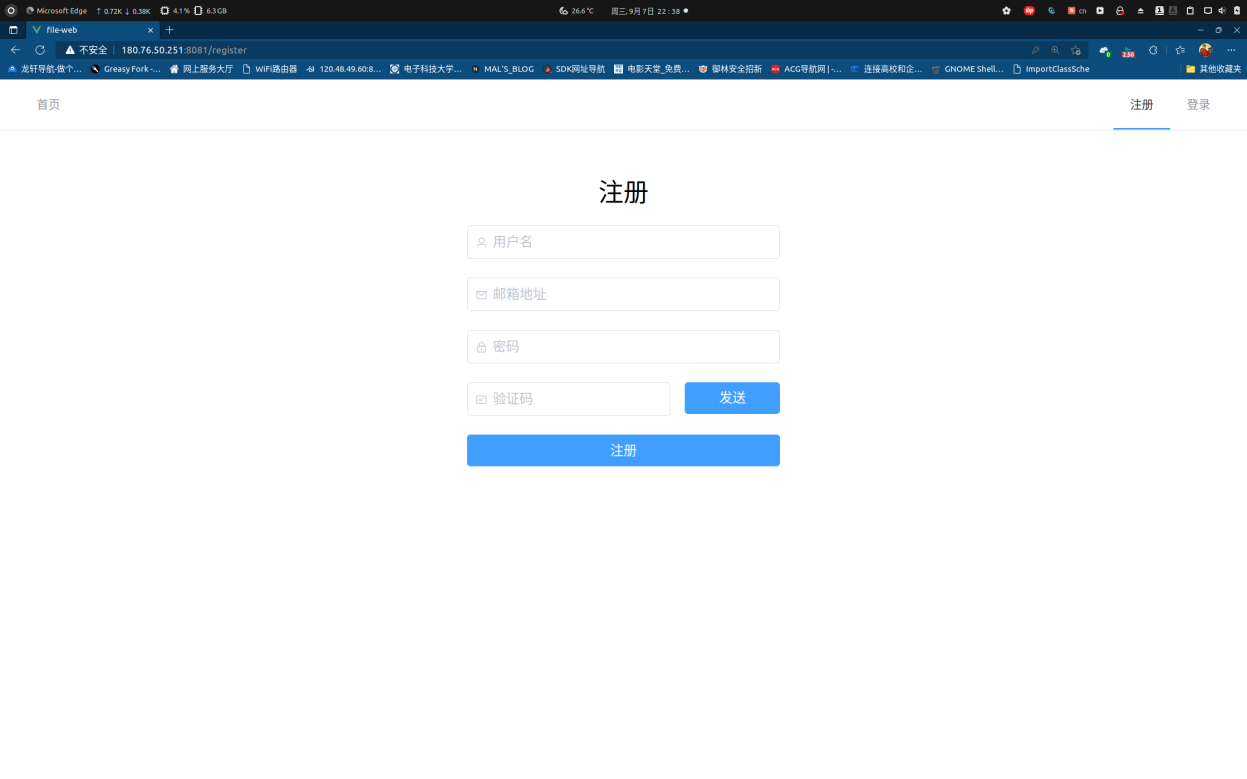 Microsoft Edge ↑ 0.72K ↓ 0.38K 4.1% 6.3GB 26.6℃ 周三, 9月 7日 22:38 cn
file-web
不安全 180.76.50.251:8081/register 0 2.50
龙轩导航-做个... Greasy Fork -... 网上服务大厅 WiFi路由器 120.48.49.60:8... 电子科技大学... MAL'S_BLOG SDK网址导航 电影天堂_免费... 御林安全招新 ACG导航网 | -... 连接高校和企... GNOME Shell... ImportClassSche 其他收藏夹
首页 注册 登录
注册
用户名
邮箱地址
密码
验证码 发送
注册